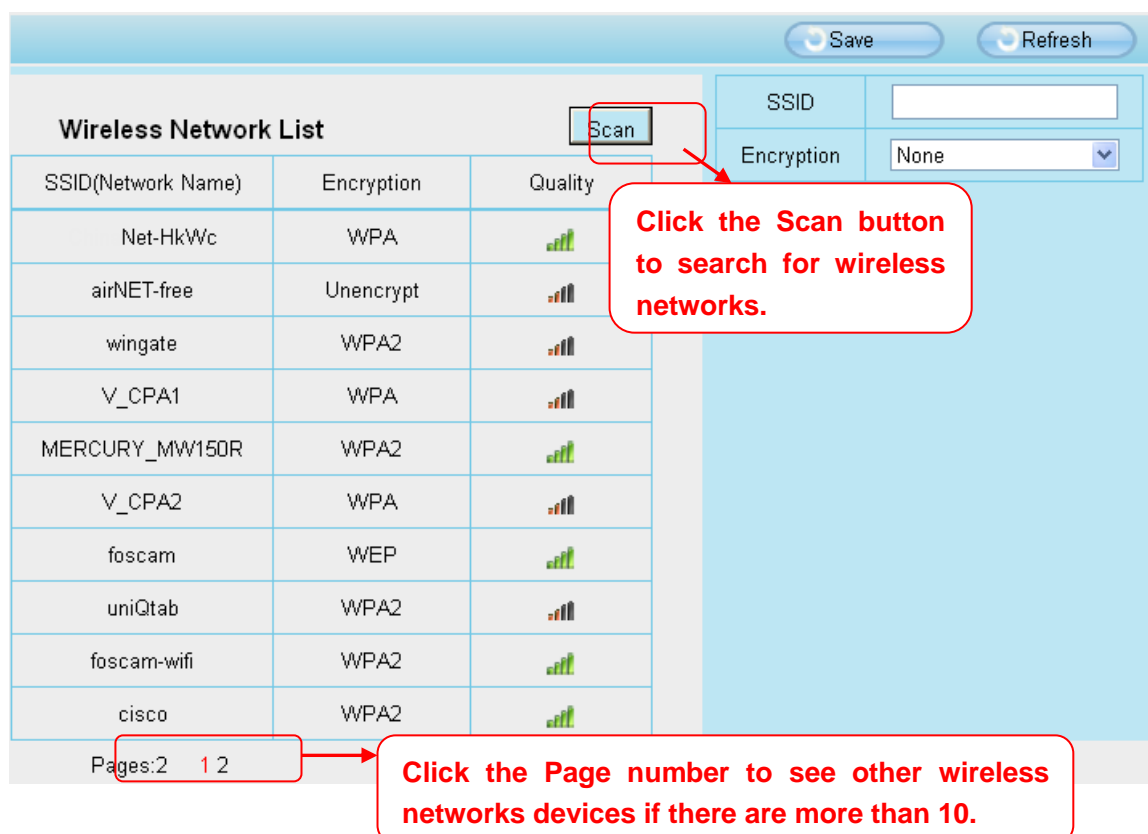 Save Refresh
Wireless Network List Scan
SSID
Encryption None
SSID(Network Name) Encryption Quality
Net-HkWc WPA
airNET-free Unencrypt
wingate WPA2
V_CPA1 WPA
MERCURY_MW150R WPA2
V_CPA2 WPA
foscam WEP
uniQtab WPA2
foscam-wifi WPA2
cisco WPA2
Pages:2 1 2
Click the Scan button
to search for wireless
networks.
Click the Page number to see other wireless
networks devices if there are more than 10.